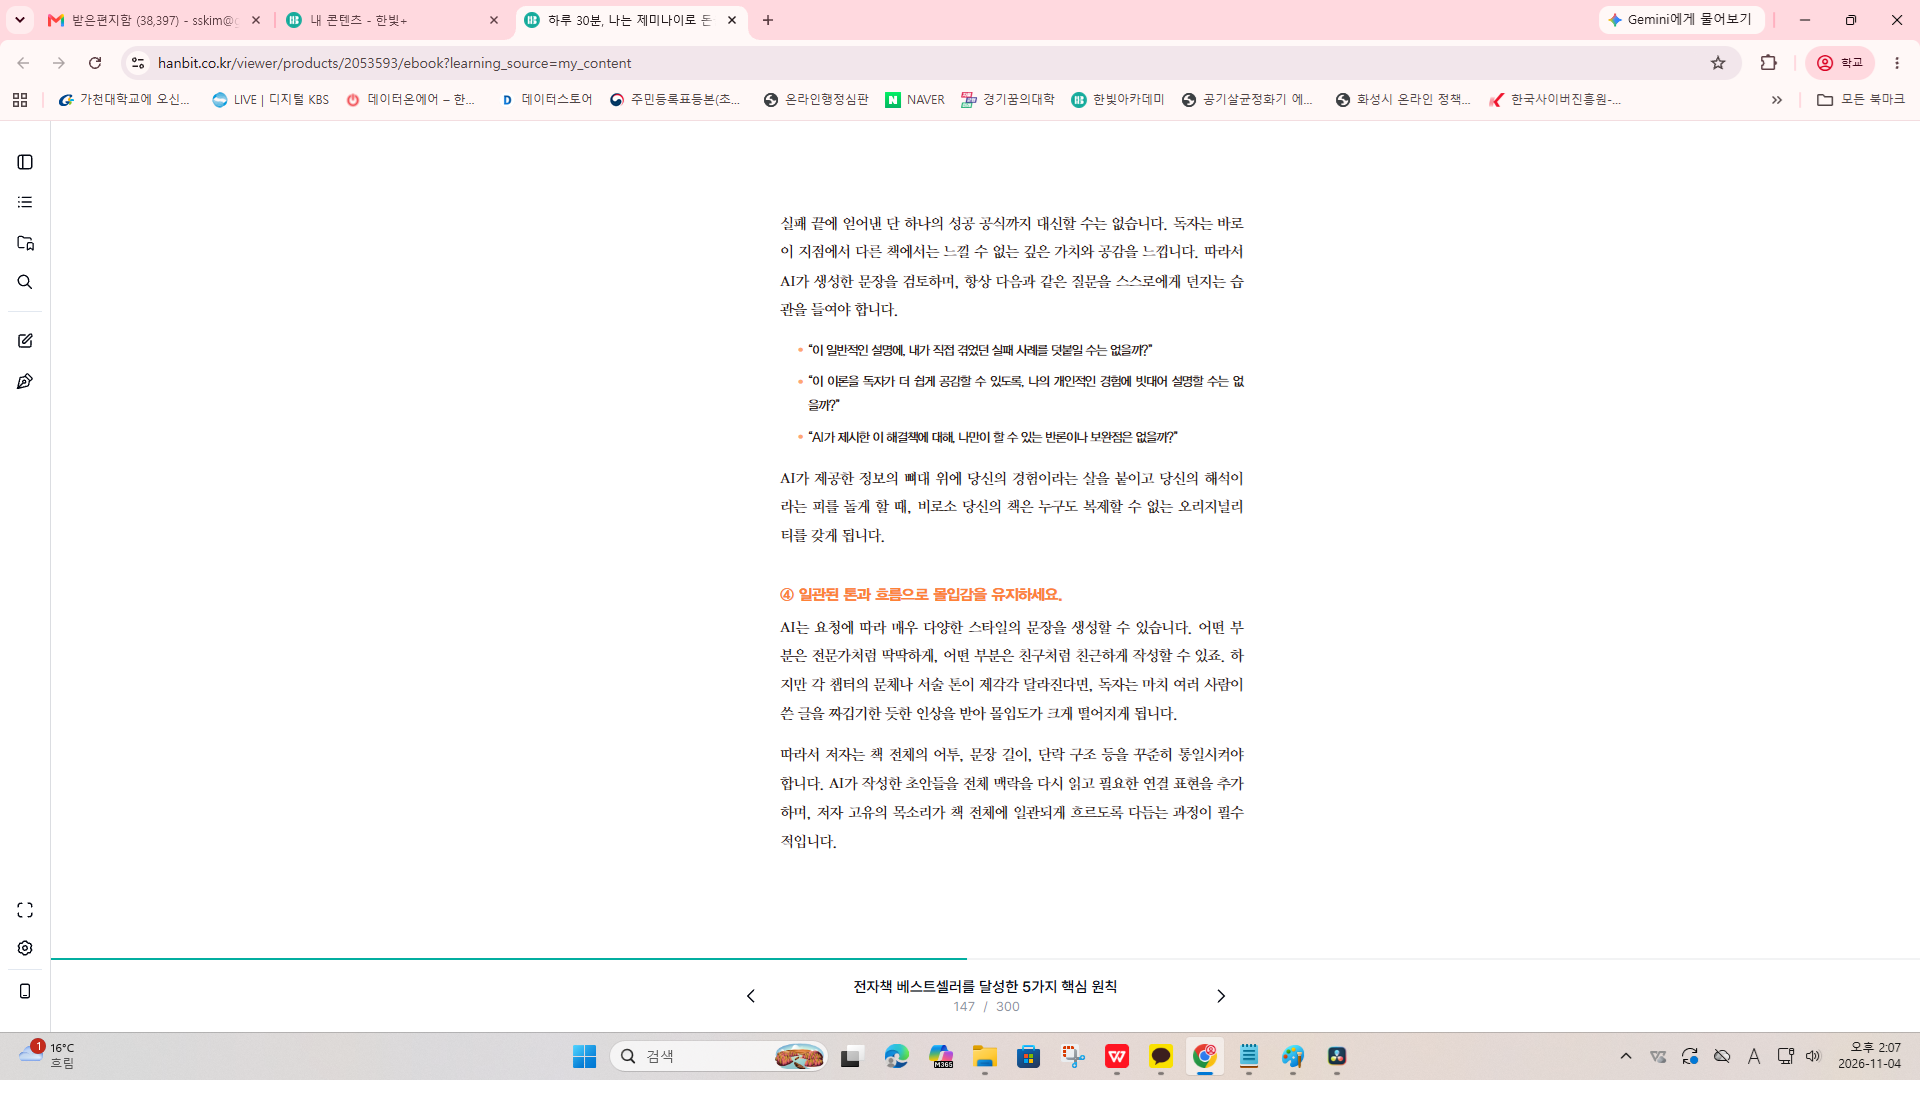 받은편지함 (38,397) - sskim@g
내 콘텐츠 - 한빛+
하루 30분, 나는 제미나이로 돈
Gemini에게 물어보기
hanbit.co.kr/viewer/products/2053593/ebook?learning_source=my_content
학교
가천대학교에 오신...
LIVE | 디지털 KBS
데이터온에어 – 한...
데이터스토어
주민등록표등본(초...
온라인행정심판
NAVER
경기꿈의대학
한빛아카데미
공기살균정화기 에...
화성시 온라인 정책...
한국사이버진흥원-...
모든 북마크
실패 끝에 얻어낸 단 하나의 성공 공식까지 대신할 수는 없습니다. 독자는 바로
이 지점에서 다른 책에서는 느낄 수 없는 깊은 가치와 공감을 느낍니다. 따라서
AI가 생성한 문장을 검토하며, 항상 다음과 같은 질문을 스스로에게 던지는 습
관을 들여야 합니다.
• “이 일반적인 설명에, 내가 직접 겪었던 실패 사례를 덧붙일 수는 없을까?”
• “이 이론을 독자가 더 쉽게 공감할 수 있도록, 나의 개인적인 경험에 빗대어 설명할 수는 없
을까?”
• “AI가 제시한 이 해결책에 대해, 나만이 할 수 있는 반론이나 보완점은 없을까?”
AI가 제공한 정보의 뼈대 위에 당신의 경험이라는 살을 붙이고 당신의 해석이
라는 피를 돌게 할 때, 비로소 당신의 책은 누구도 복제할 수 없는 오리지널리
티를 갖게 됩니다.
④ 일관된 톤과 흐름으로 몰입감을 유지하세요.
AI는 요청에 따라 매우 다양한 스타일의 문장을 생성할 수 있습니다. 어떤 부
분은 전문가처럼 딱딱하게, 어떤 부분은 친구처럼 친근하게 작성할 수 있죠. 하
지만 각 챕터의 문체나 서술 톤이 제각각 달라진다면, 독자는 마치 여러 사람이
쓴 글을 짜깁기한 듯한 인상을 받아 몰입도가 크게 떨어지게 됩니다.
따라서 저자는 책 전체의 어투, 문장 길이, 단락 구조 등을 꾸준히 통일시켜야
합니다. AI가 작성한 초안들을 전체 맥락을 다시 읽고 필요한 연결 표현을 추가
하며, 저자 고유의 목소리가 책 전체에 일관되게 흐르도록 다듬는 과정이 필수
적입니다.
전자책 베스트셀러를 달성한 5가지 핵심 원칙
147 / 300
1
16°C
흐림
검색
M365
A
오후 2:07
2026-11-04